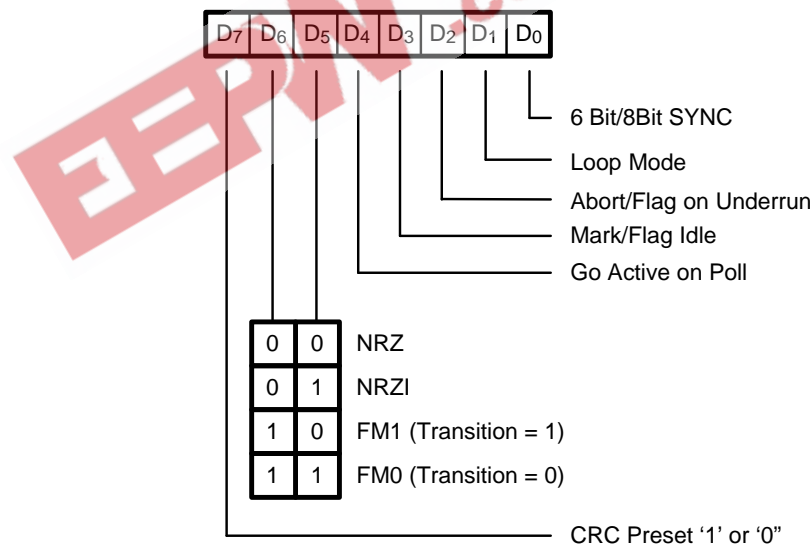 EEPW.co
D7 D6 D5 D4 D3 D2 D1 D0
6 Bit/8Bit SYNC
Loop Mode
Abort/Flag on Underrun
Mark/Flag Idle
Go Active on Poll
0 0 NRZ
0 1 NRZI
1 0 FM1 (Transition = 1)
1 1 FM0 (Transition = 0)
CRC Preset ‘1’ or ‘0”